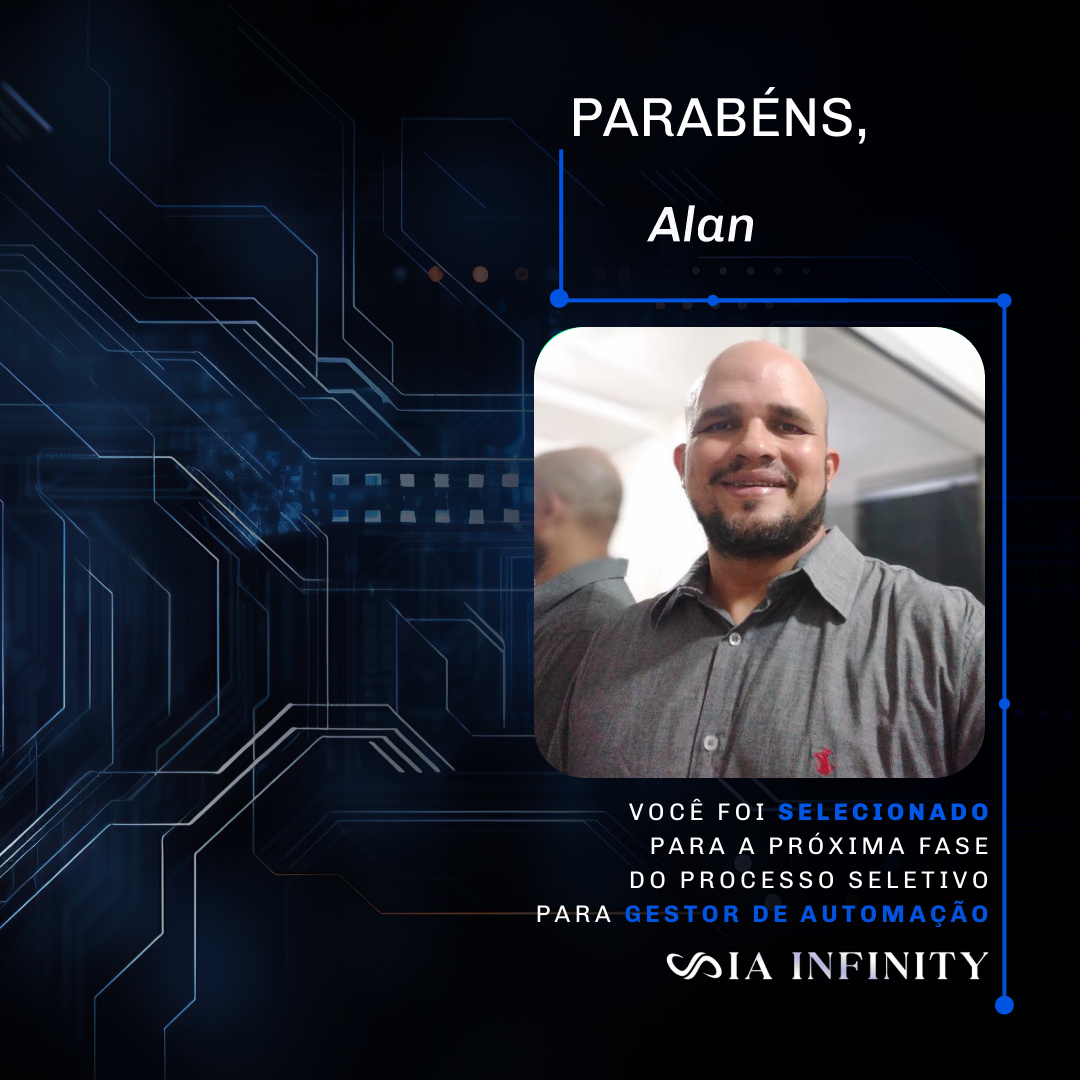 PARABÉNS,
Alan
VOCÊ FOI SELECIONADO
PARA A PRÓXIMA FASE
DO PROCESSO SELETIVO
PARA GESTOR DE AUTOMAÇÃO
IA INFINITY